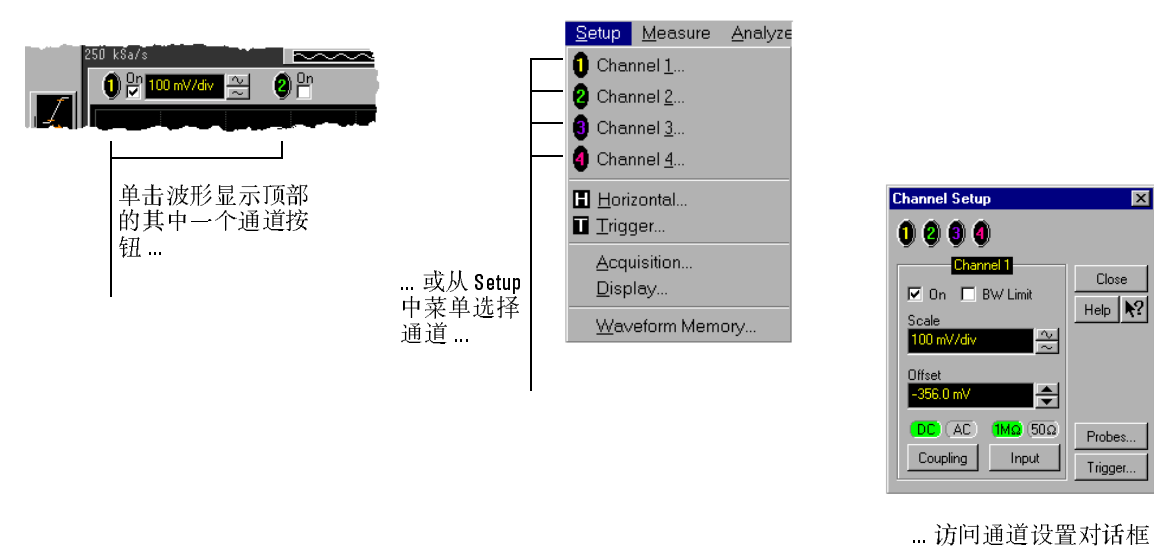 250 kSa/s
1 On 100 mV/div 2 On
单击波形显示顶部
的其中一个通道按
钮 ...
Setup Measure Analyze
1 Channel 1...
2 Channel 2...
3 Channel 3...
4 Channel 4...
H Horizontal...
T Trigger...
Acquisition...
Display...
Waveform Memory...
... 或从 Setup
中菜单选择
通道 ...
Channel Setup
1 2 3 4
Channel 1
On BW Limit
Scale
100 mV/div
Offset
-356.0 mV
DC AC 1MΩ 50Ω
Coupling Input
Close
Help ?
Probes...
Trigger...
... 访问通道设置对话框